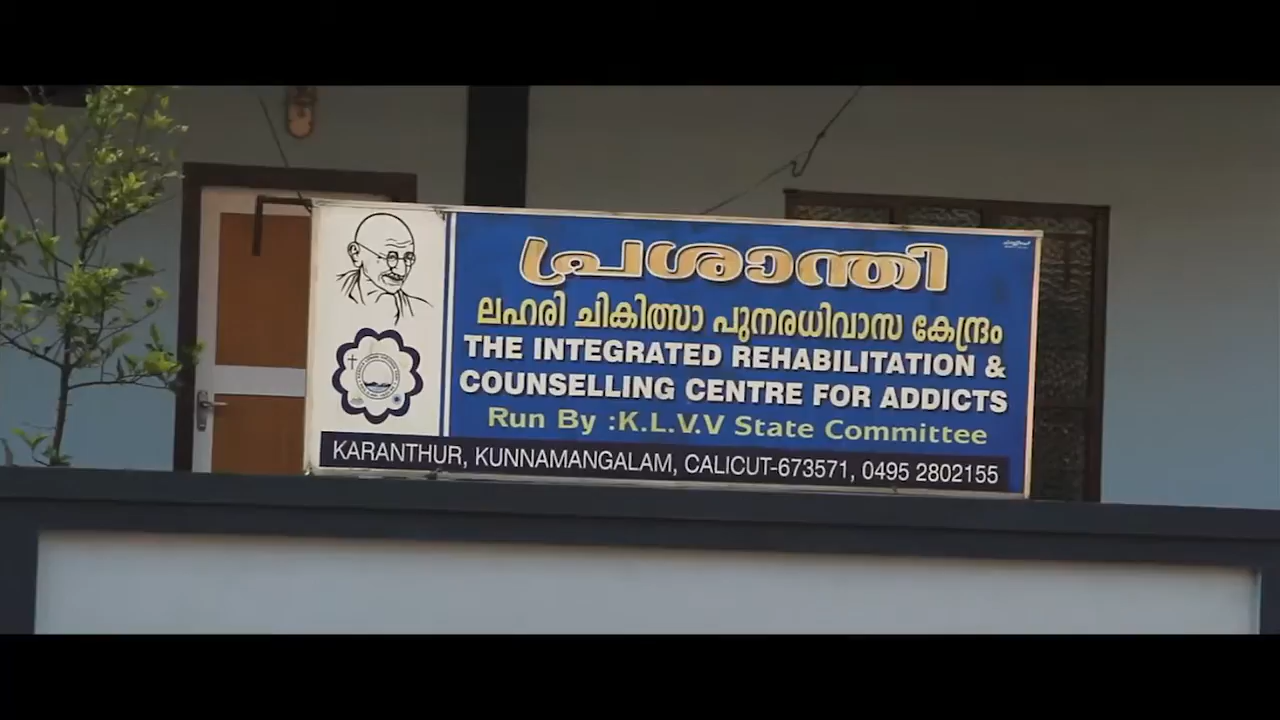 പ്രശാന്തി
ലഹരി ചികിത്സാ പുനരധിവാസ കേന്ദ്രം
THE INTEGRATED REHABILITATION &
COUNSELLING CENTRE FOR ADDICTS
Run By :K.L.V.V State Committee
KARANTHUR, KUNNAMANGALAM, CALICUT-673571, 0495 2802155